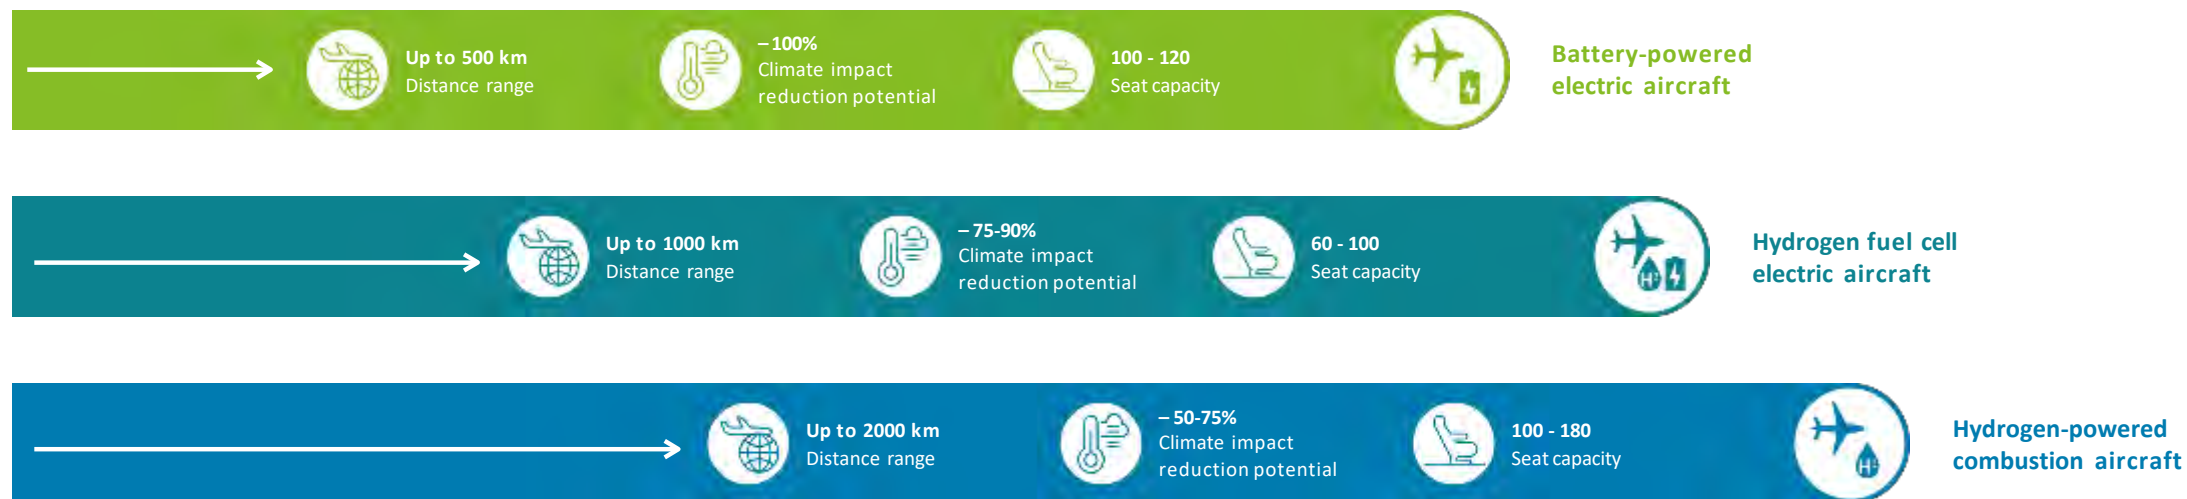 Up to 500 km
Distance range
– 100%
Climate impact
reduction potential
100 - 120
Seat capacity
Battery-powered
electric aircraft
Up to 1000 km
Distance range
– 75-90%
Climate impact
reduction potential
60 - 100
Seat capacity
Hydrogen fuel cell
electric aircraft
Up to 2000 km
Distance range
– 50-75%
Climate impact
reduction potential
100 - 180
Seat capacity
Hydrogen-powered
combustion aircraft